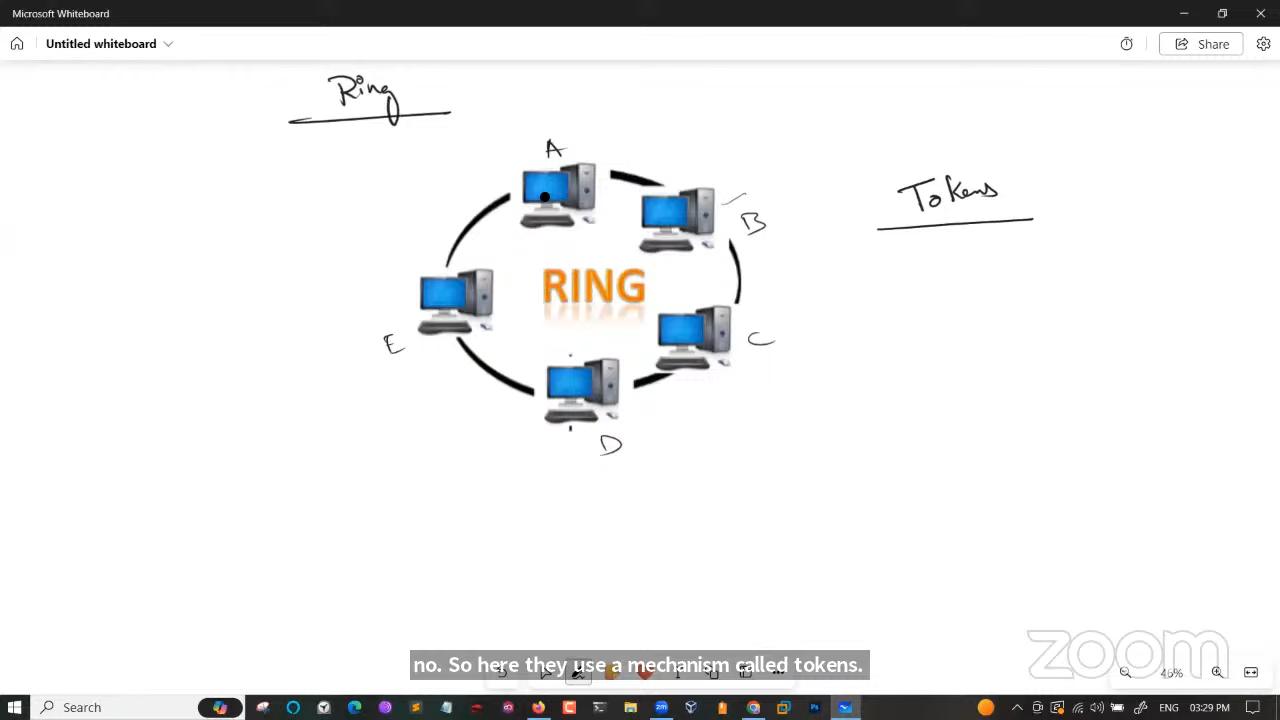 Microsoft Whiteboard
Untitled whiteboard
Share
Ring
A
Tokens
B
RING
E
C
D
no. So here they use a mechanism called tokens.
zoom
46%
Search
ENG
03:29 PM